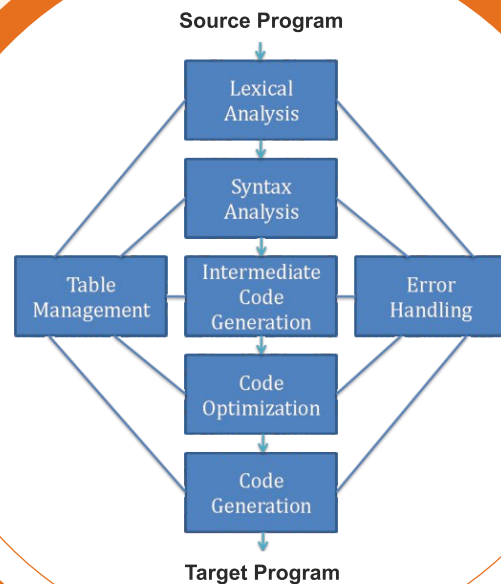 Source Program
Lexical
Analysis
Syntax
Analysis
Table
Management
Intermediate
Code
Generation
Error
Handling
Code
Optimization
Code
Generation
Target Program